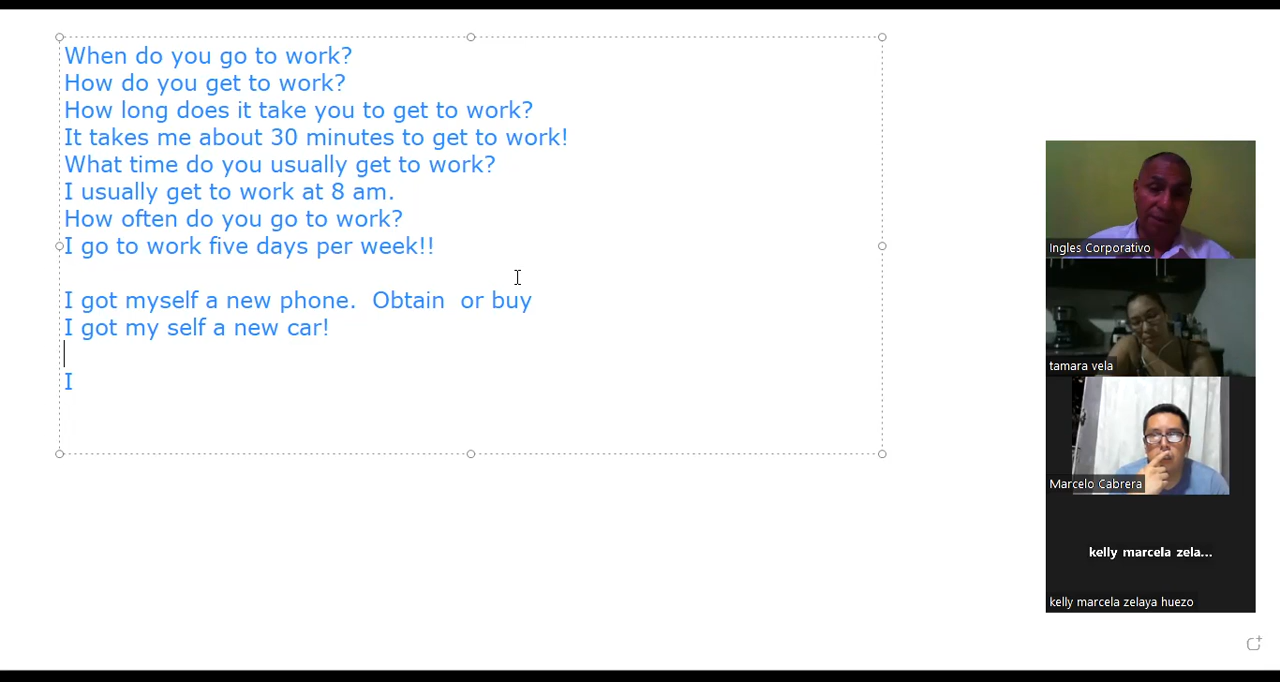 When do you go to work?
How do you get to work?
How long does it take you to get to work?
It takes me about 30 minutes to get to work!
What time do you usually get to work?
I usually get to work at 8 am.
How often do you go to work?
I go to work five days per week!!
I got myself a new phone.  Obtain  or buy
I got my self a new car!
I
Ingles Corporativo
tamara vela
Marcelo Cabrera
kelly marcela zela...
kelly marcela zelaya huezo